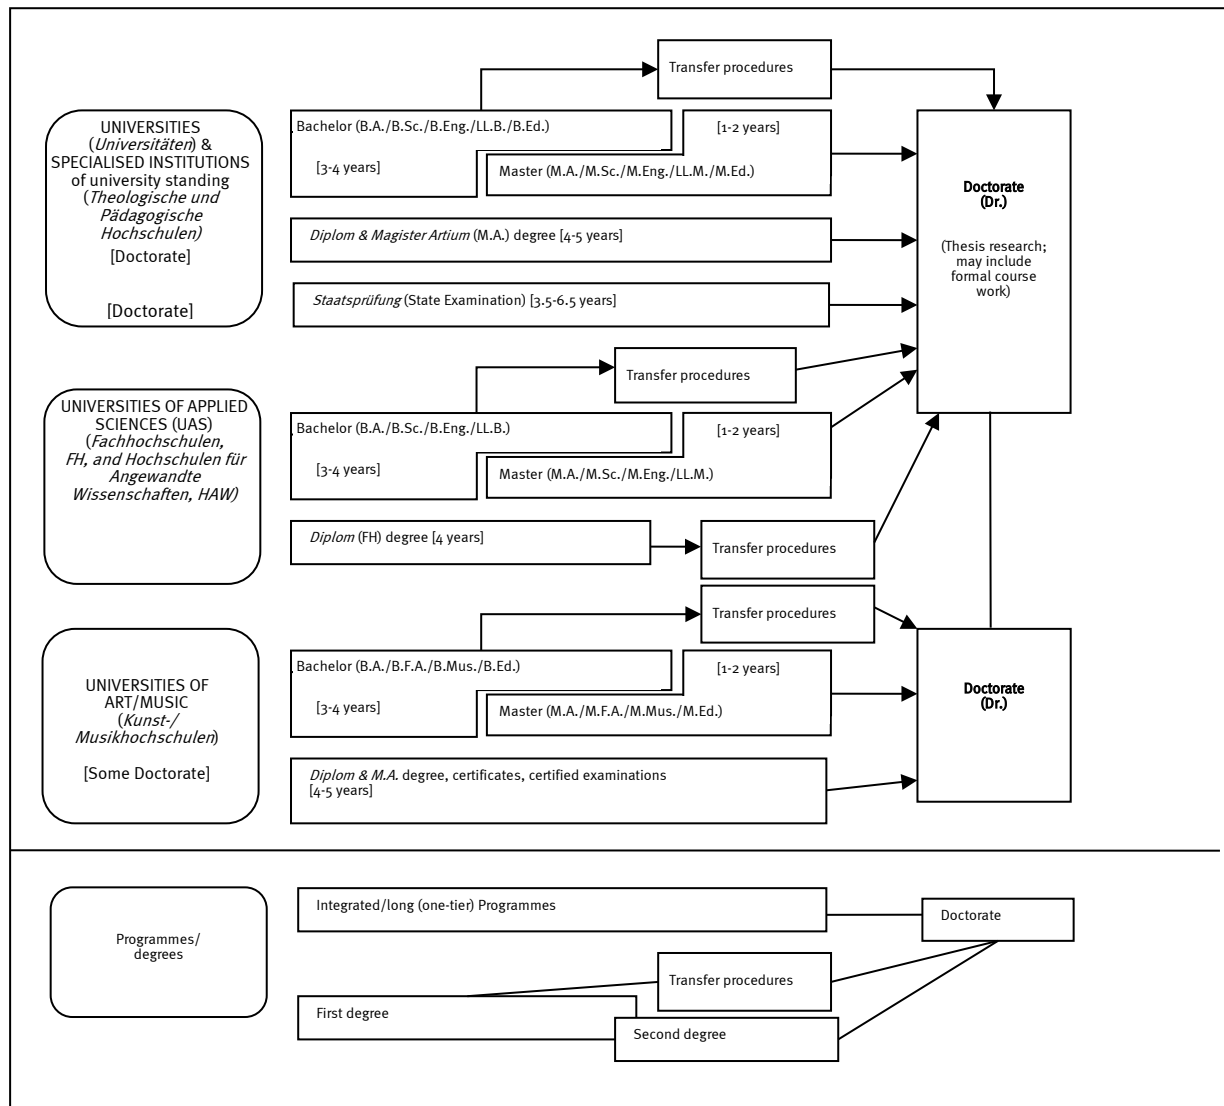 Transfer procedures
UNIVERSITIES
(Universitäten) &
SPECIALISED INSTITUTIONS
of university standing
(Theologische und
Pädagogische
Hochschulen)
[Doctorate]
[Doctorate]
Bachelor (B.A./B.Sc./B.Eng./LL.B./B.Ed.)
[3-4 years]
[1-2 years]
Master (M.A./M.Sc./M.Eng./LL.M./M.Ed.)
Diplom & Magister Artium (M.A.) degree [4-5 years]
Staatsprüfung (State Examination) [3.5-6.5 years]
Doctorate
(Dr.)
(Thesis research;
may include
formal course
work)
Transfer procedures
UNIVERSITIES OF APPLIED
SCIENCES (UAS)
(Fachhochschulen,
FH, and Hochschulen für
Angewandte
Wissenschaften, HAW)
Bachelor (B.A./B.Sc./B.Eng./LL.B.)
[3-4 years]
[1-2 years]
Master (M.A./M.Sc./M.Eng./LL.M.)
Diplom (FH) degree [4 years]
Transfer procedures
Transfer procedures
UNIVERSITIES OF
ART/MUSIC
(Kunst-/
Musikhochschulen)
[Some Doctorate]
Bachelor (B.A./B.F.A./B.Mus./B.Ed.)
[3-4 years]
[1-2 years]
Master (M.A./M.F.A./M.Mus./M.Ed.)
Diplom & M.A. degree, certificates, certified examinations
[4-5 years]
Doctorate
(Dr.)
Programmes/
degrees
Integrated/long (one-tier) Programmes
Doctorate
Transfer procedures
First degree
Second degree